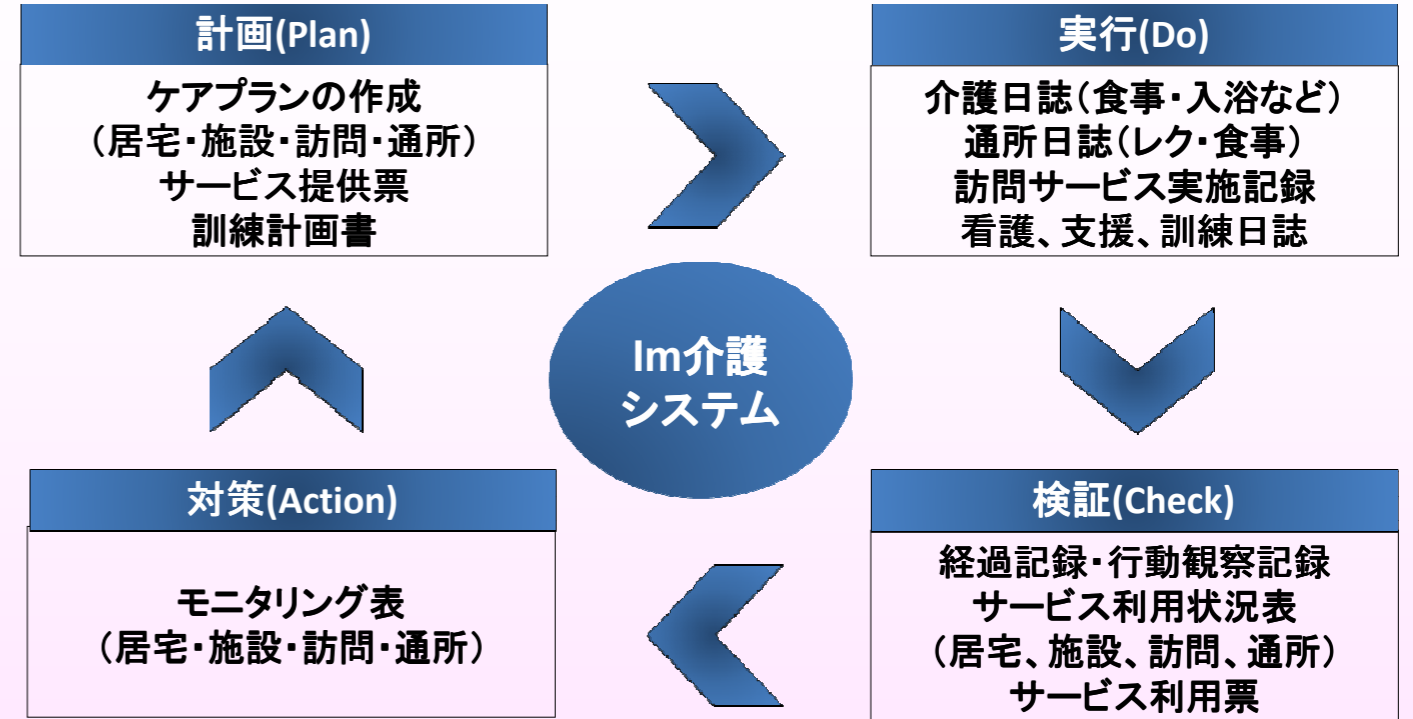 計画(Plan)
ケアプランの作成
(居宅・施設・訪問・通所)
サービス提供票
訓練計画書
実行(Do)
介護日誌(食事・入浴など)
通所日誌(レク・食事)
訪問サービス実施記録
看護、支援、訓練日誌
Im介護
システム
対策(Action)
モニタリング表
(居宅・施設・訪問・通所)
検証(Check)
経過記録・行動観察記録
サービス利用状況表
(居宅、施設、訪問、通所)
サービス利用票